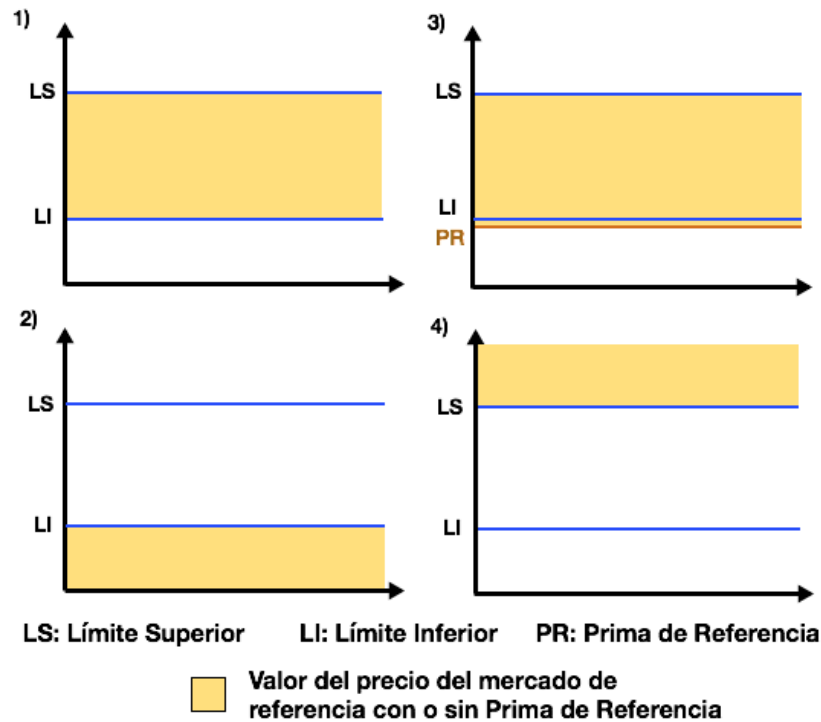 1)
LS
LI
3)
LS
LI
PR
2)
LS
LI
4)
LS
LI
LS: Límite Superior LI: Límite Inferior PR: Prima de Referencia
Valor del precio del mercado de
referencia con o sin Prima de Referencia